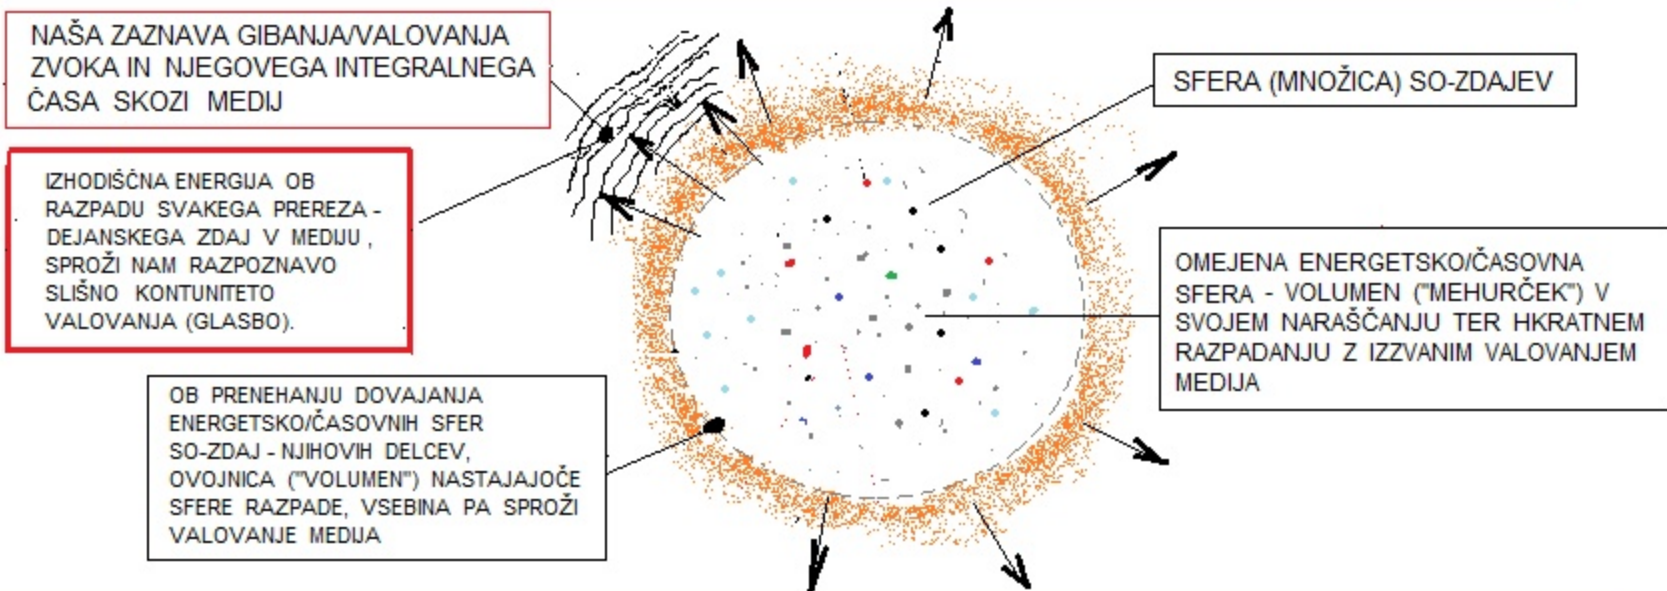 NAŠA ZAZNAVA GIBANJA/VALOVANJA
ZVOKA IN NJEGOVEGA INTEGRALNEGA
ČASA SKOZI MEDIJ
IZHODIŠČNA ENERGIJA OB
RAZPADU SVAKEGA PREREZA -
DEJANSKEGA ZDAJ V MEDIJU ,
SPROŽI NAM RAZPOZNAVO
SLIŠNO KONTUNITETO
VALOVANJA (GLASBO).
OB PRENEHANJU DOVAJANJA
ENERGETSKO/ČASOVNIH SFER
SO-ZDAJ - NJIHOVIH DELCEV,
OVOJNICA ("VOLUMEN") NASTAJAJOČE
SFERE RAZPADE, VSEBINA PA SPROŽI
VALOVANJE MEDIJA
SFERA (MNOŽICA) SO-ZDAJEV
OMEJENA ENERGETSKO/ČASOVNA
SFERA - VOLUMEN ("MEHURČEK") V
SVOJEM NARAŠČANJU TER HKRATNEM
RAZPADANJU Z IZZVANIM VALOVANJEM
MEDIJA